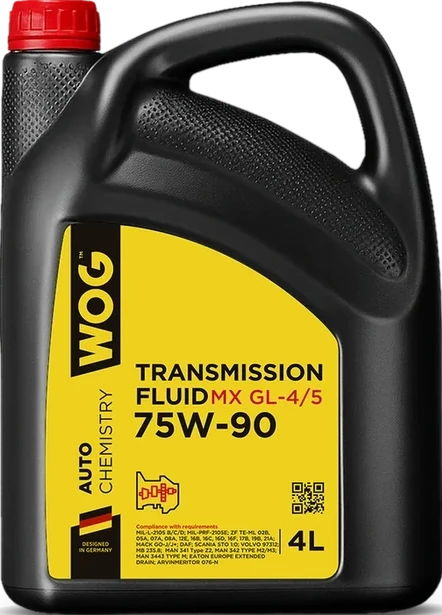 WOG™
AUTO
CHEMISTRY
DESIGNED
IN GERMANY
TRANSMISSION
FLUID MX GL-4/5
75W-90
Compliance with requirements
MIL-L-2105 B/C/D; MIL-PRF-2105E; ZF TE-ML 02B,
05A, 07A, 08A, 12E, 16B, 16C, 16D, 16F, 17B, 19B, 21A;
MACK GO-J/J+; DAF; SCANIA STO 1:0; VOLVO 97312;
MB 235.8; MAN 341 Type Z2, MAN 342 TYPE M2/M3;
MAN 3443 TYPE M; EATON EUROPE EXTENDED
DRAIN; ARVINMERITOR 076-N
4L